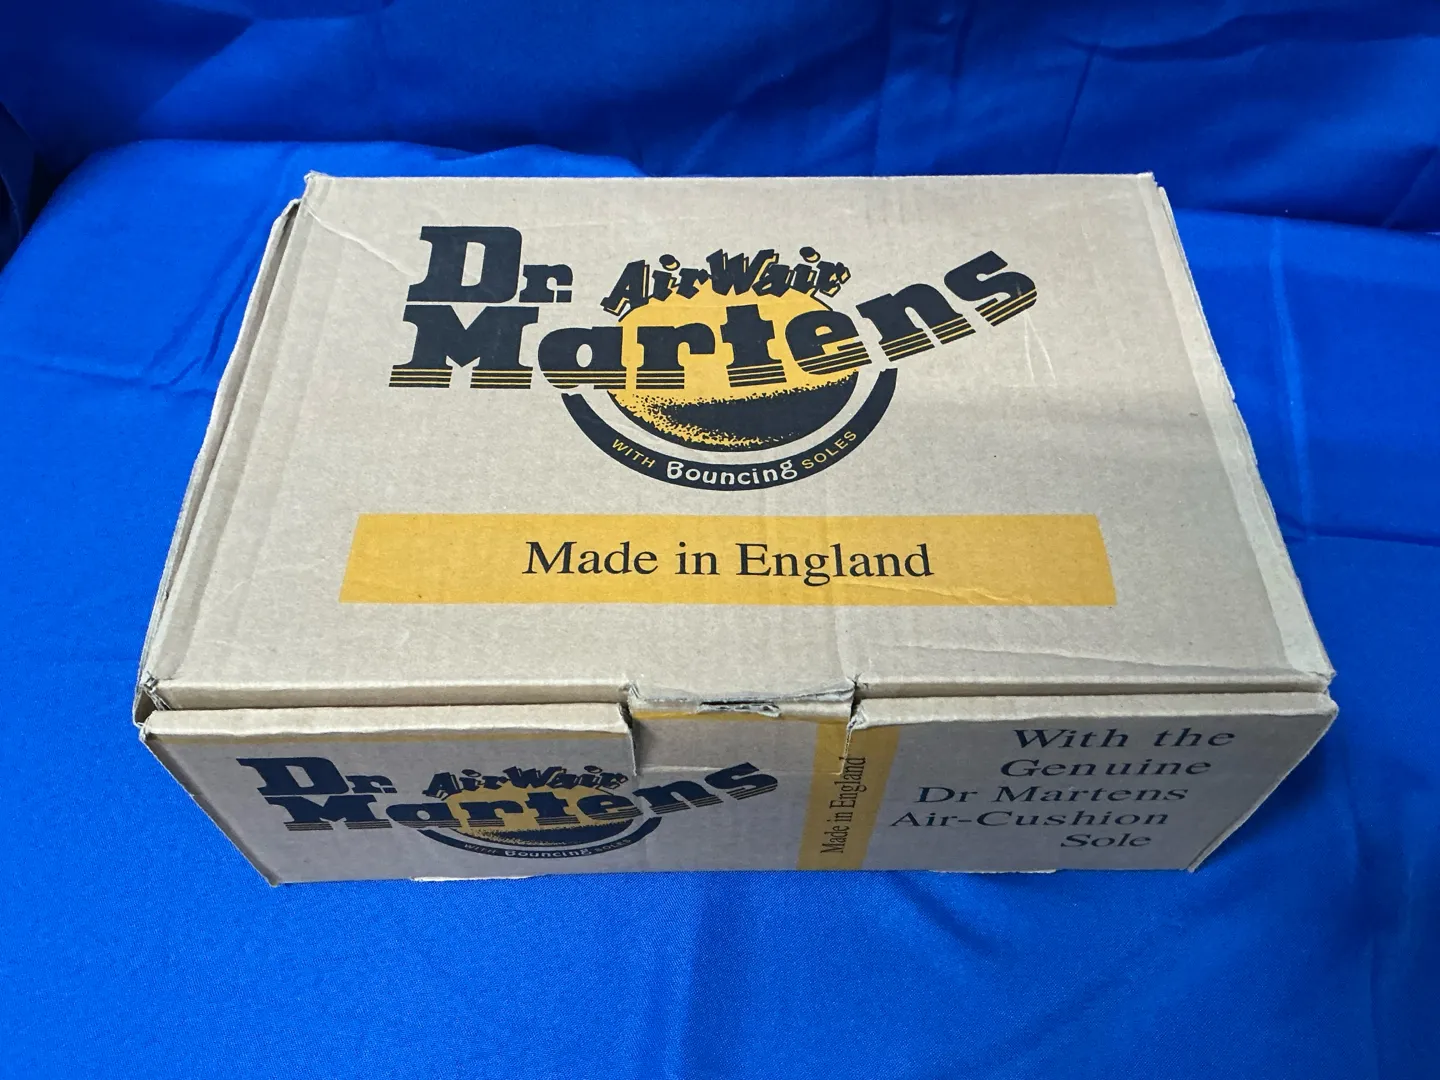 Dr. AirWair
Martens
WITH Bouncing SOLES
Made in England
Dr. AirWair
Martens
WITH Bouncing SOLES
Made in England
With the
Genuine
Dr Martens
Air-Cushion
Sole